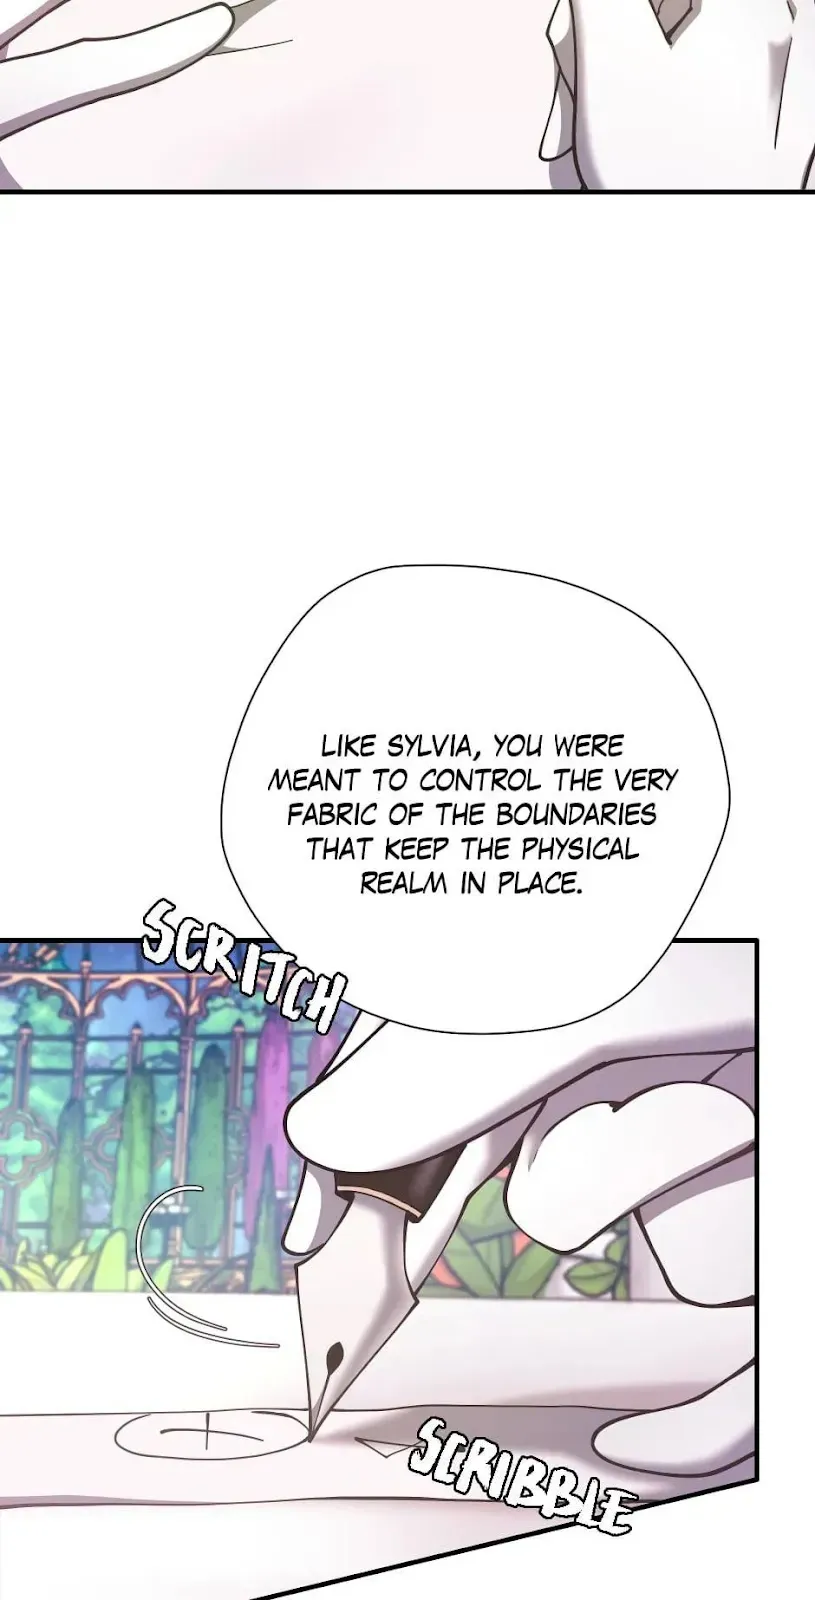 LIKE SYLVIA, YOU WERE
MEANT TO CONTROL THE VERY
FABRIC OF THE BOUNDARIES
THAT KEEP THE PHYSICAL
REALM IN PLACE.
SCRITCH
SCRIBBLE